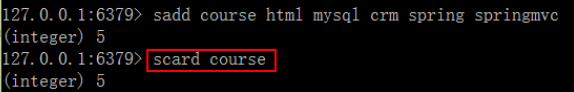 127.0.0.1:6379> sadd course html mysql crm spring springmvc
(integer) 5
127.0.0.1:6379> scard course
(integer) 5